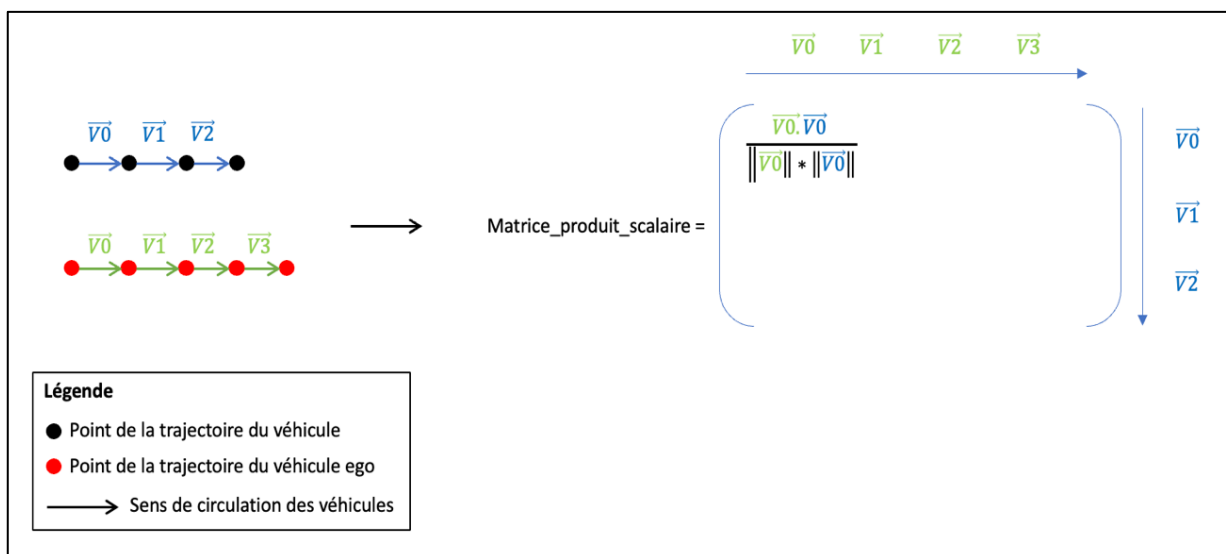 V0 V1 V2 V3
V0 V1 V2
V0.V0
‖V0‖ * ‖V0‖
V0
V0 V1 V2 V3
Matrice_produit_scalaire =
V1
V2
Légende
Point de la trajectoire du véhicule
Point de la trajectoire du véhicule ego
Sens de circulation des véhicules